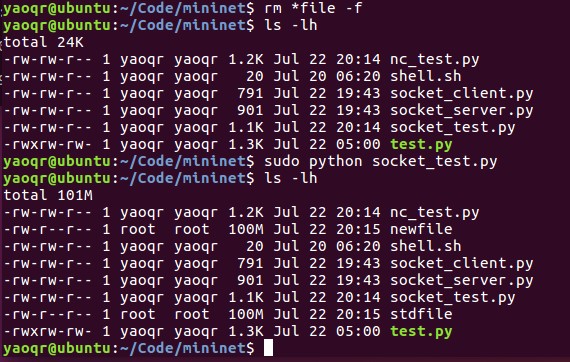 yaoqr@ubuntu:~/Code/mininet$ rm *file -f
yaoqr@ubuntu:~/Code/mininet$ ls -lh
total 24K
-rw-rw-r-- 1 yaoqr yaoqr 1.2K Jul 22 20:14 nc_test.py
-rw-rw-r-- 1 yaoqr yaoqr   20 Jul 20 06:20 shell.sh
-rw-rw-r-- 1 yaoqr yaoqr  791 Jul 22 19:43 socket_client.py
-rw-rw-r-- 1 yaoqr yaoqr  901 Jul 22 19:43 socket_server.py
-rw-rw-r-- 1 yaoqr yaoqr 1.1K Jul 22 20:14 socket_test.py
-rwxrw-rw- 1 yaoqr yaoqr 1.3K Jul 22 05:00 test.py
yaoqr@ubuntu:~/Code/mininet$ sudo python socket_test.py
yaoqr@ubuntu:~/Code/mininet$ ls -lh
total 101M
-rw-rw-r-- 1 yaoqr yaoqr 1.2K Jul 22 20:14 nc_test.py
-rw-r--r-- 1 root  root  100M Jul 22 20:15 newfile
-rw-rw-r-- 1 yaoqr yaoqr   20 Jul 20 06:20 shell.sh
-rw-rw-r-- 1 yaoqr yaoqr  791 Jul 22 19:43 socket_client.py
-rw-rw-r-- 1 yaoqr yaoqr  901 Jul 22 19:43 socket_server.py
-rw-rw-r-- 1 yaoqr yaoqr 1.1K Jul 22 20:14 socket_test.py
-rw-r--r-- 1 root  root  100M Jul 22 20:15 stdfile
-rwxrw-rw- 1 yaoqr yaoqr 1.3K Jul 22 05:00 test.py
yaoqr@ubuntu:~/Code/mininet$